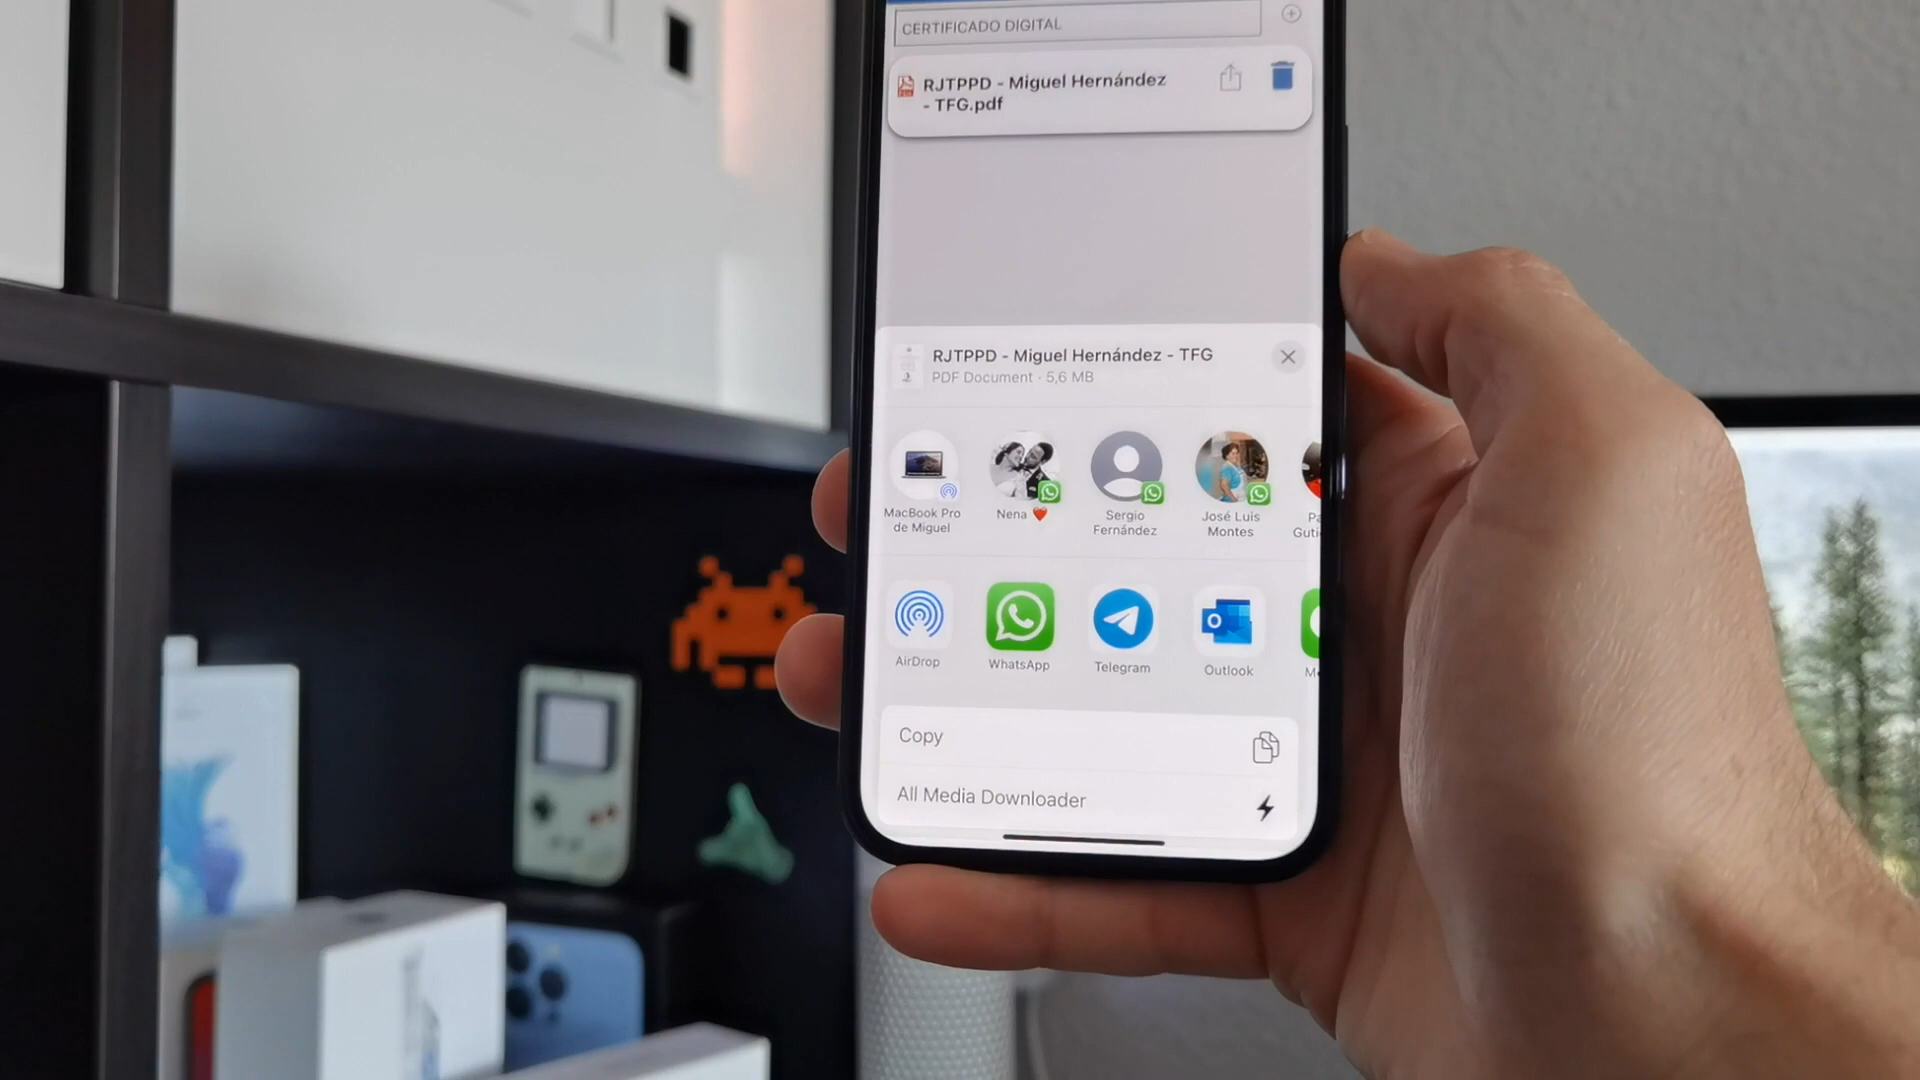 CERTIFICADO DIGITAL
RJTPPD - Miguel Hernández
- TFG.pdf
RJTPPD - Miguel Hernández - TFG
PDF Document · 5,6 MB
MacBook Pro
de Miguel
Nena ❤️
Sergio
Fernández
José Luis
Montes
AirDrop
WhatsApp
Telegram
Outlook
Copy
All Media Downloader